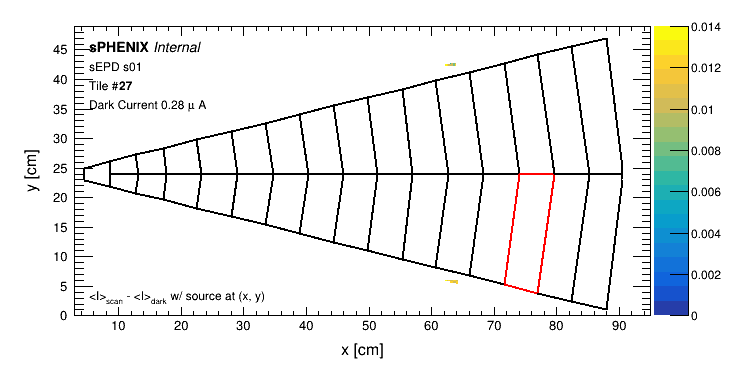 sPHENIX Internal
sEPD s01
Tile #27
Dark Current 0.28 μ A
<I>scan - <I>dark w/ source at (x, y)
y [cm]
45
40
35
30
25
20
15
10
5
0
10 20 30 40 50 60 70 80 90
x [cm]
0.014
0.012
0.01
0.008
0.006
0.004
0.002
0